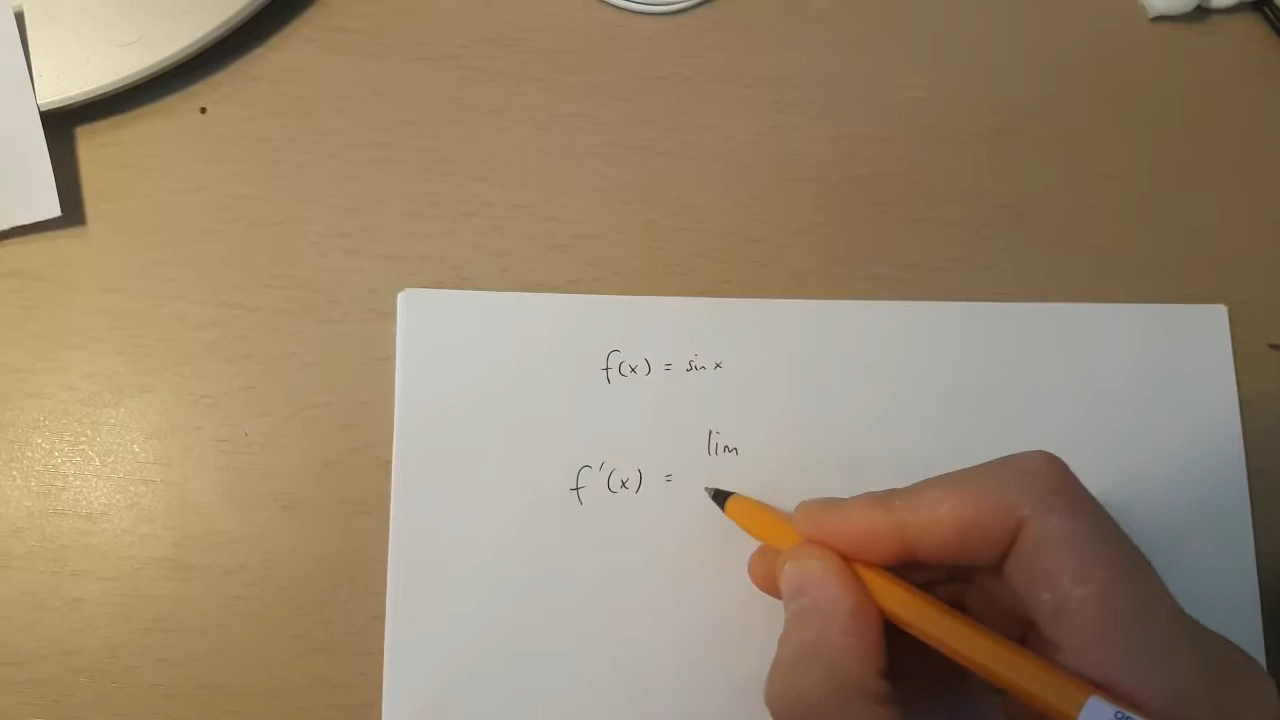 f(x) = sin x
f'(x) = lim